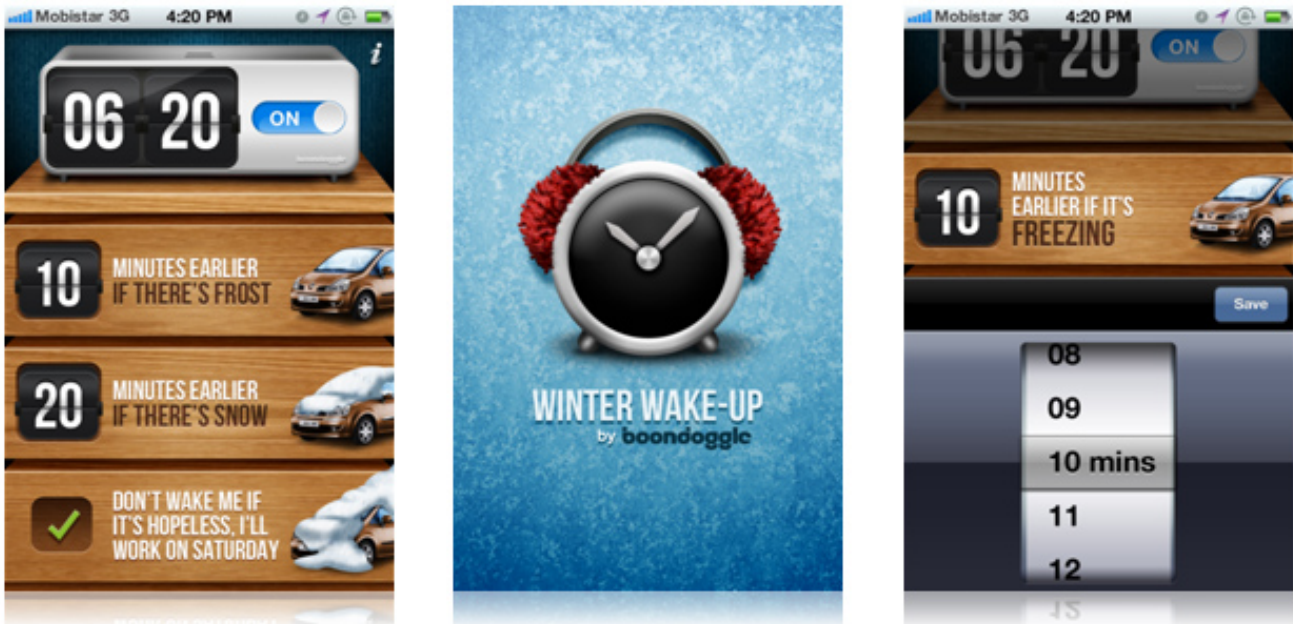 Mobistar 3G 4:20 PM
i
06 20 ON
boondoggle
10 MINUTES EARLIER
IF THERE'S FROST
20 MINUTES EARLIER
IF THERE'S SNOW
DON'T WAKE ME IF
IT'S HOPELESS, I'LL
WORK ON SATURDAY
WINTER WAKE-UP
by boondoggle
Mobistar 3G 4:20 PM
06 20 ON
10 MINUTES
EARLIER IF IT'S
FREEZING
Save
08
09
10 mins
11
12